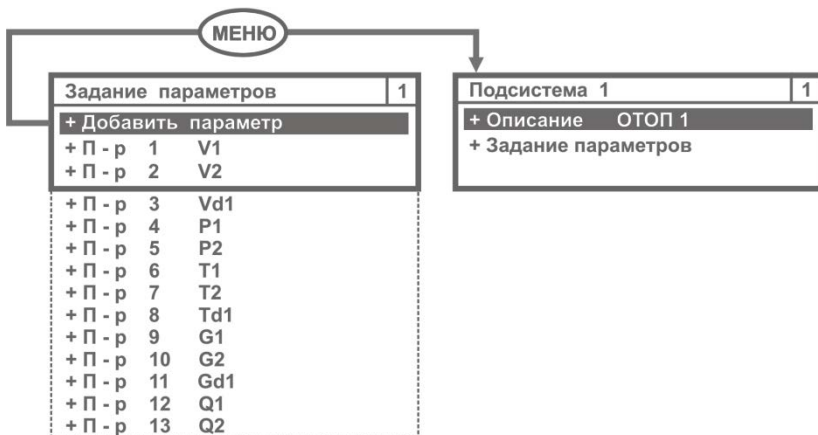 МЕНЮ
Задание параметров 1
+ Добавить параметр
+ П - р 1 V1
+ П - р 2 V2
+ П - р 3 Vd1
+ П - р 4 P1
+ П - р 5 P2
+ П - р 6 T1
+ П - р 7 T2
+ П - р 8 Td1
+ П - р 9 G1
+ П - р 10 G2
+ П - р 11 Gd1
+ П - р 12 Q1
+ П - р 13 Q2
Подсистема 1 1
+ Описание ОТОП 1
+ Задание параметров